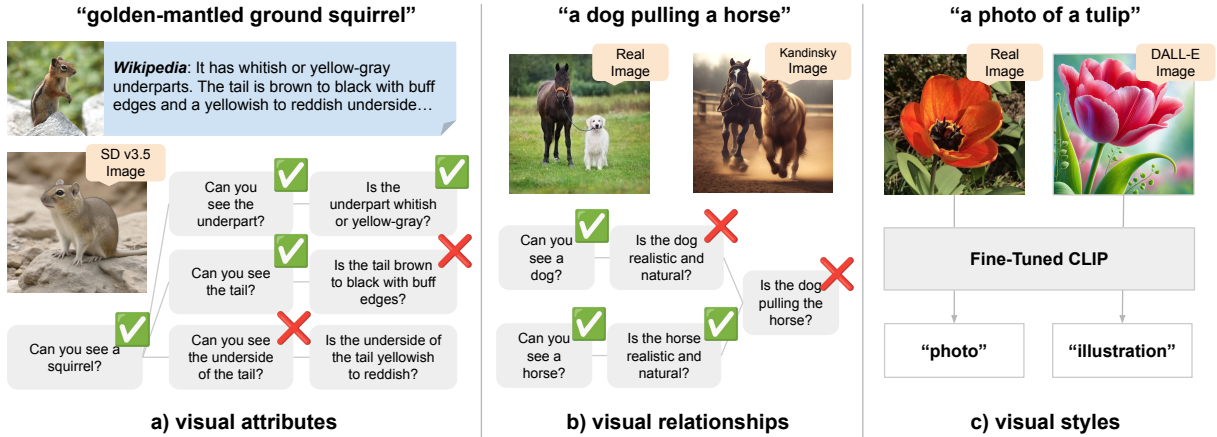 “golden-mantled ground squirrel”
Wikipedia: It has whitish or yellow-gray
underparts. The tail is brown to black with buff
edges and a yellowish to reddish underside…
SD v3.5
Image
Can you
see the
underpart?
Is the
underpart whitish
or yellow-gray?
Can you see
the tail?
Is the tail brown
to black with buff
edges?
Can you see a
squirrel?
Can you see
the underside
of the tail?
Is the underside of
the tail yellowish
to reddish?
a) visual attributes
“a dog pulling a horse”
Real
Image
Kandinsky
Image
Can you
see a
dog?
Is the dog
realistic and
natural?
Is the dog
pulling the
horse?
Can you
see a
horse?
Is the horse
realistic and
natural?
b) visual relationships
“a photo of a tulip”
Real
Image
DALL-E
Image
Fine-Tuned CLIP
“photo”
“illustration”
c) visual styles